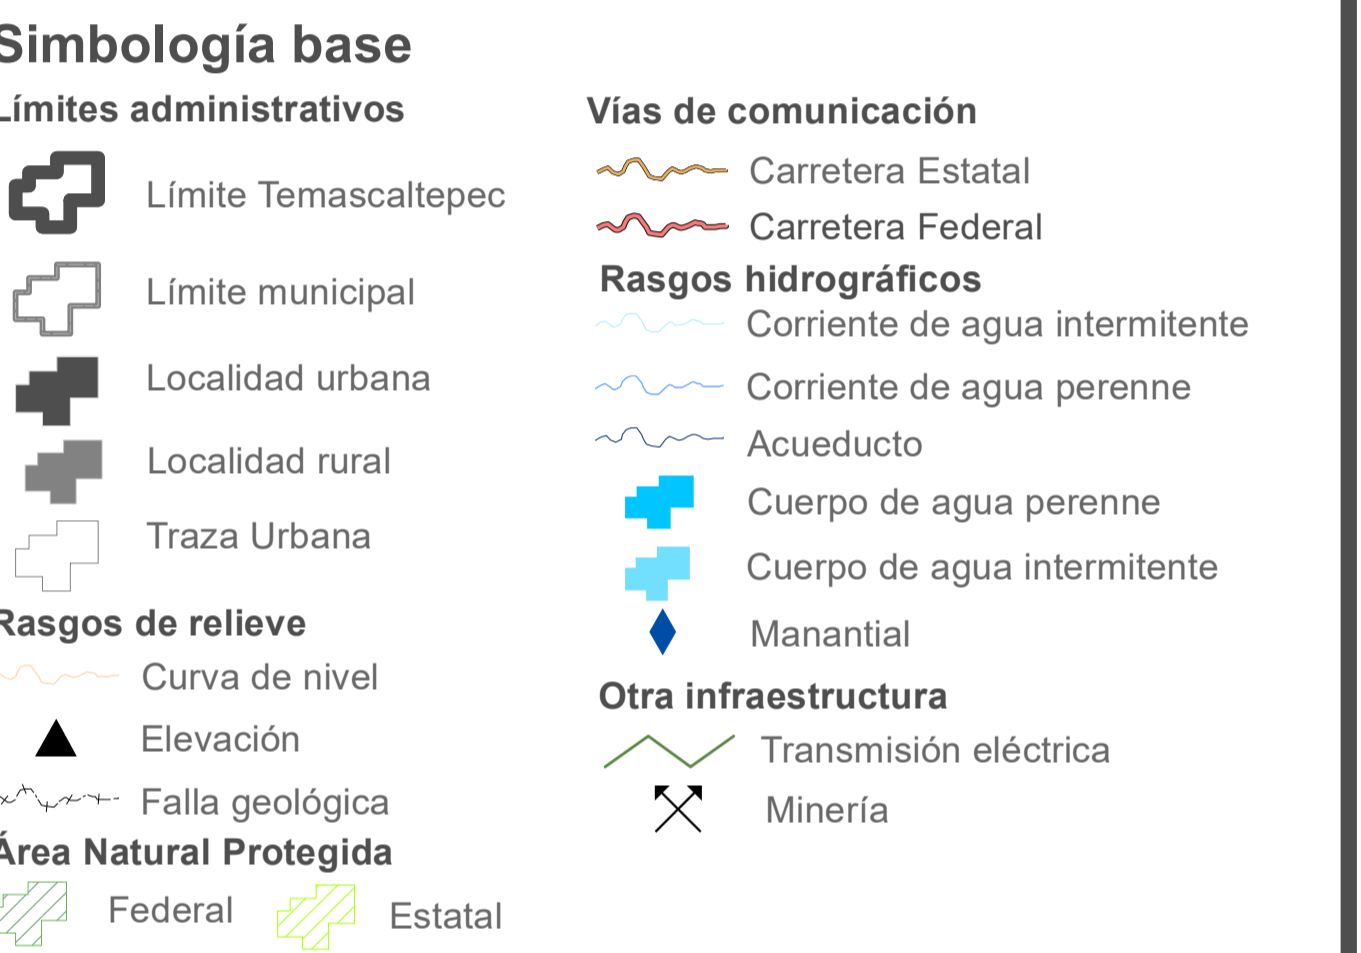 Simbología base
Límites administrativos
Límite Temascaltepec
Límite municipal
Localidad urbana
Localidad rural
Traza Urbana
Rasgos de relieve
Curva de nivel
Elevación
Falla geológica
Área Natural Protegida
Federal
Estatal
Vías de comunicación
Carretera Estatal
Carretera Federal
Rasgos hidrográficos
Corriente de agua intermitente
Corriente de agua perenne
Acueducto
Cuerpo de agua perenne
Cuerpo de agua intermitente
Manantial
Otra infraestructura
Transmisión eléctrica
Minería